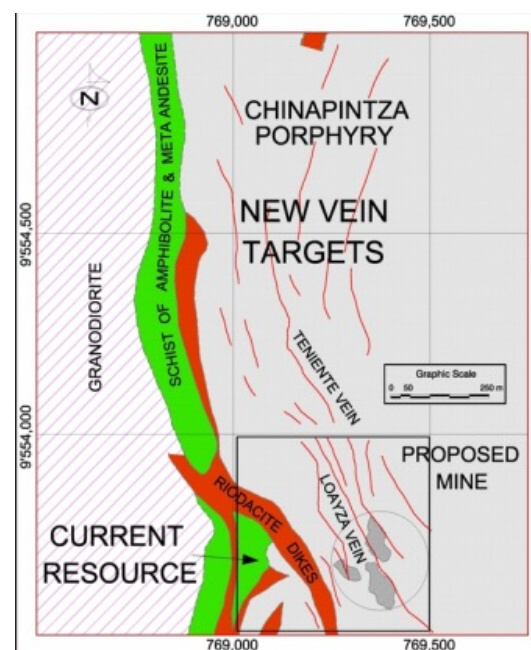 769,000
769,500
Z
CHINAPINTZA
PORPHYRY
NEW VEIN
TARGETS
9'554,500
SCHIST OF AMPHIBOLITE & META ANDESITE
GRANODIORITE
TENIENTE VEIN
Graphic Scale
0 50 250 m
9'554,000
PROPOSED
MINE
LOAYZA VEIN
RIODACITE DIKES
CURRENT
RESOURCE
769,000
769,500